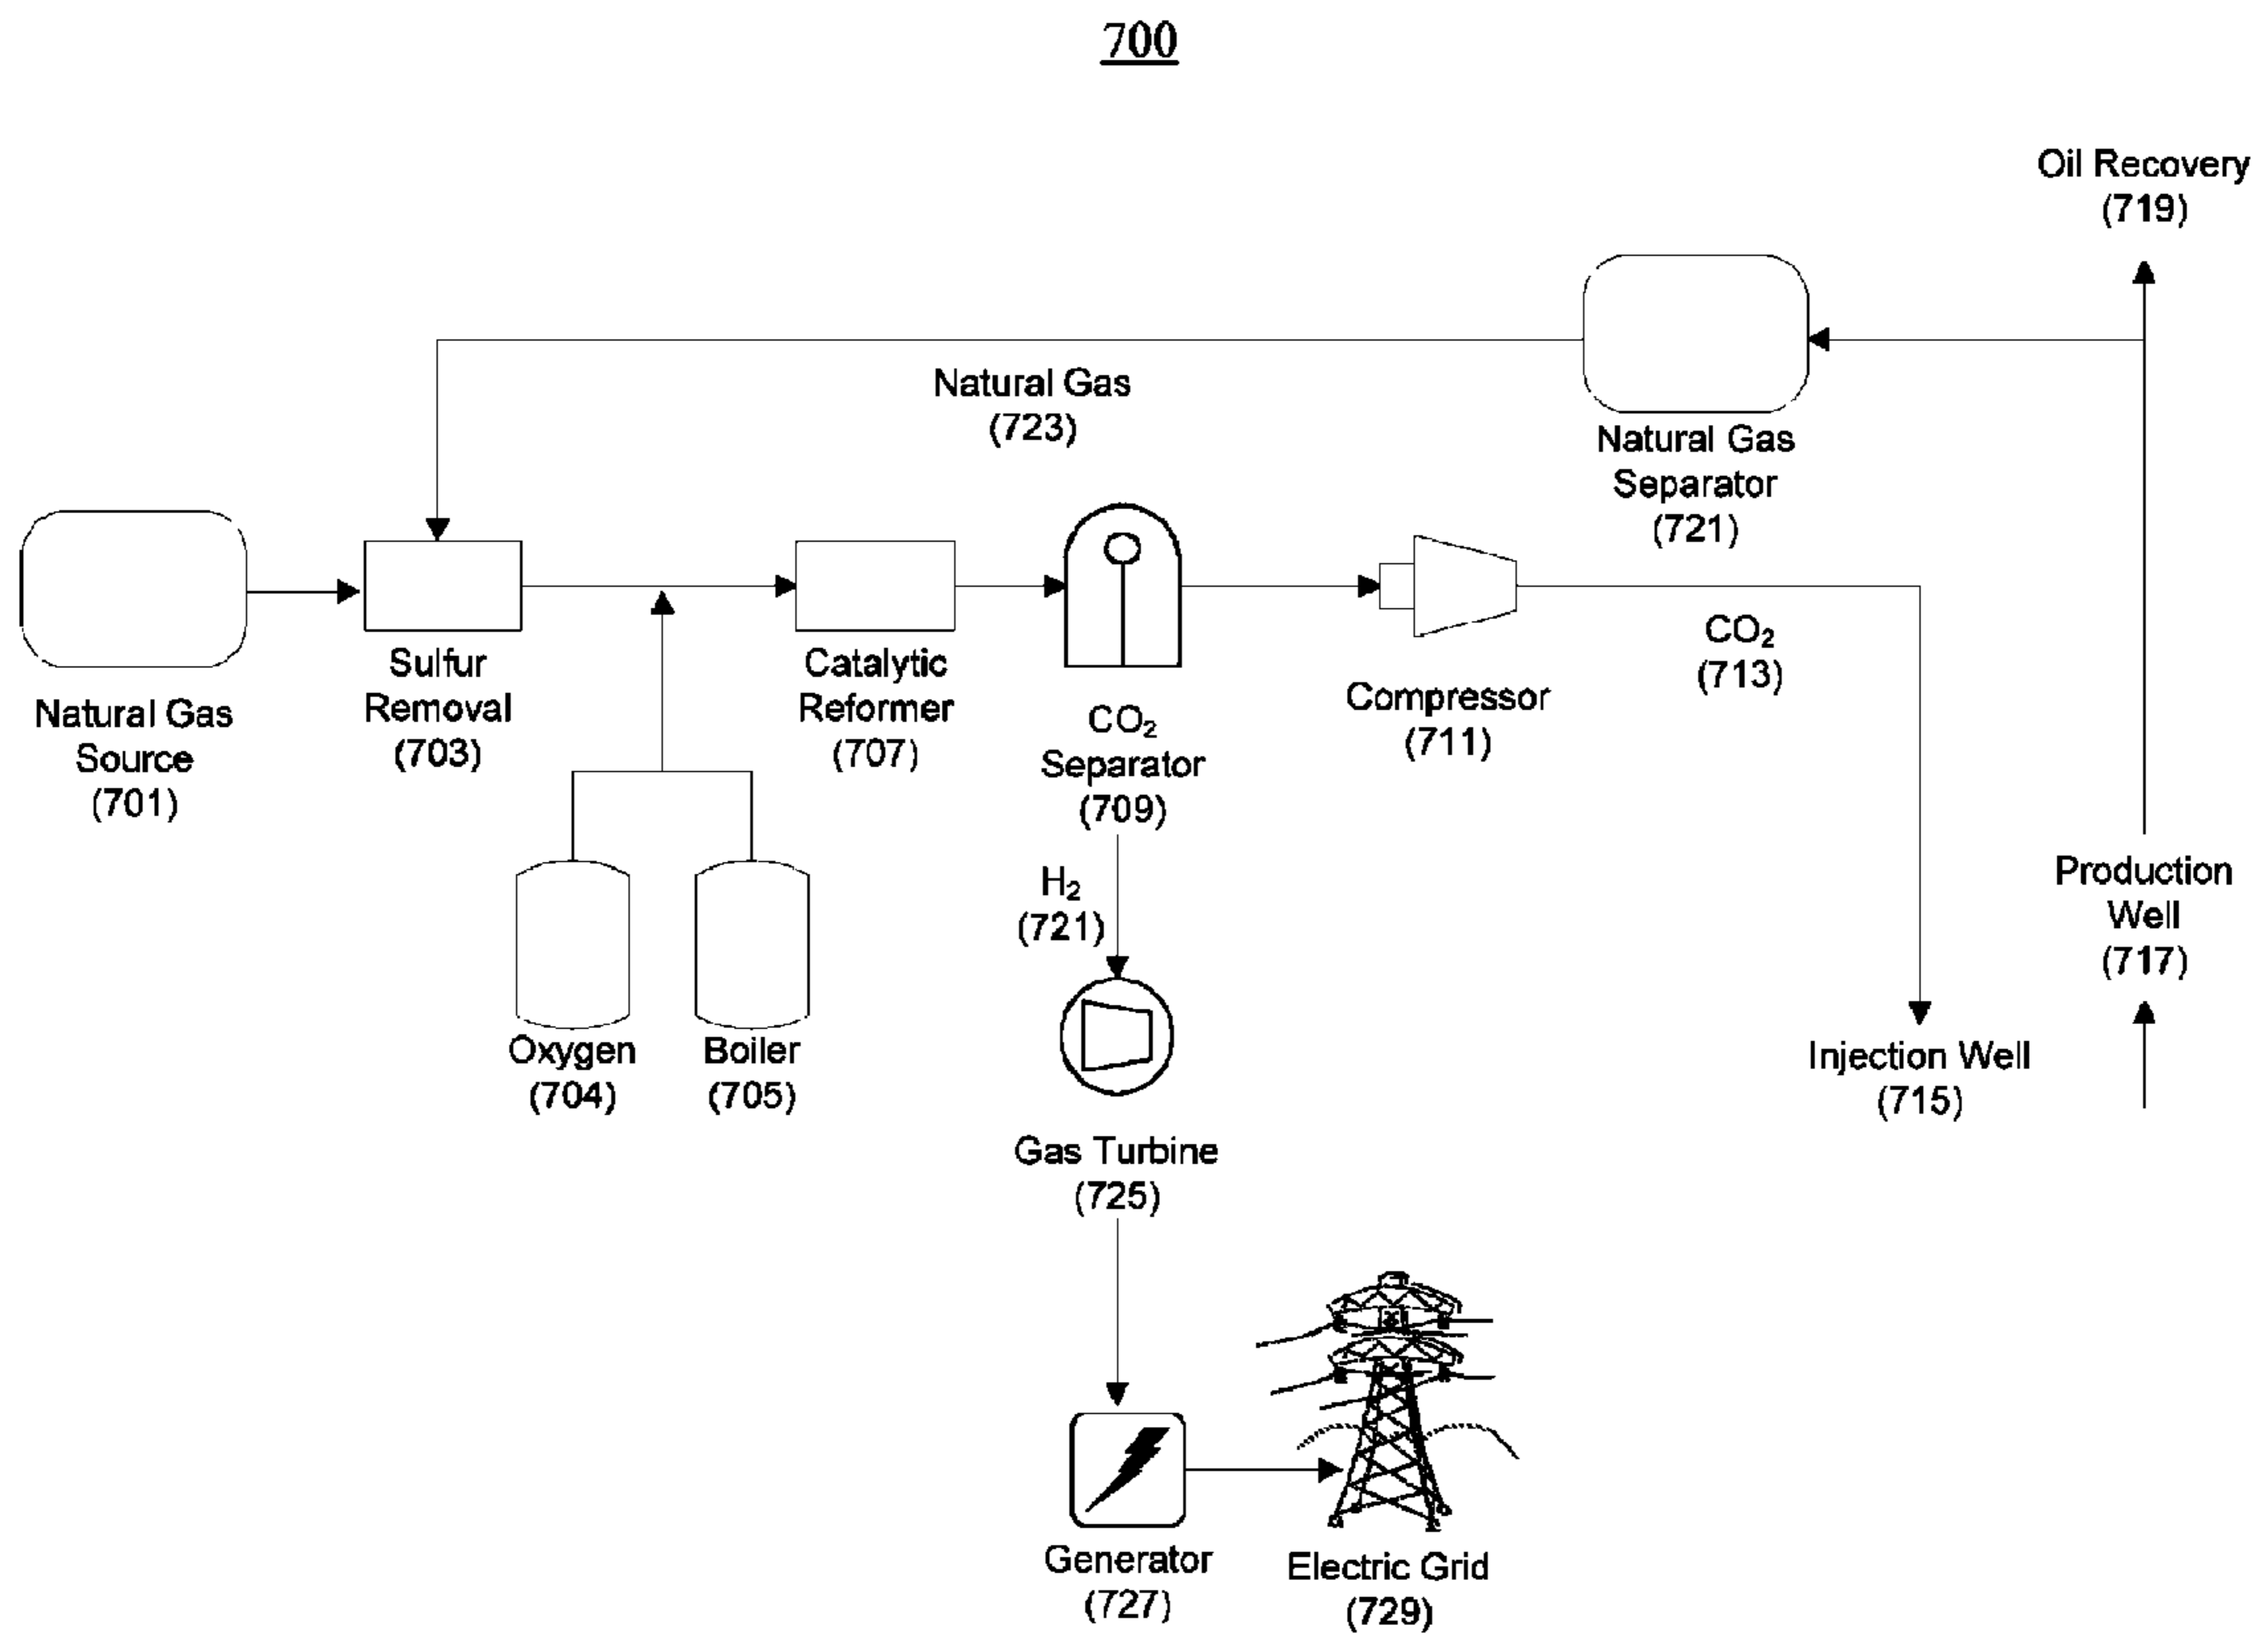 700
Oil Recovery
(719)
Natural Gas
(723)
Natural Gas
Separator
(721)
Natural Gas
Source
(701)
Sulfur
Removal
(703)
Catalytic
Reformer
(707)
CO₂
Separator
(709)
Compressor
(711)
CO₂
(713)
H₂
(721)
Production
Well
(717)
Oxygen
(704)
Boiler
(705)
Injection Well
(715)
Gas Turbine
(725)
Generator
(727)
Electric Grid
(729)